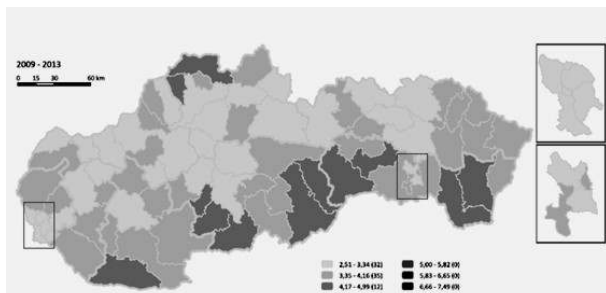 2009 - 2013
0 15 30 60 km
2,51 - 3,34 (32)
3,35 - 4,16 (35)
4,17 - 4,99 (12)
5,00 - 5,82 (0)
5,83 - 6,65 (0)
6,66 - 7,49 (0)